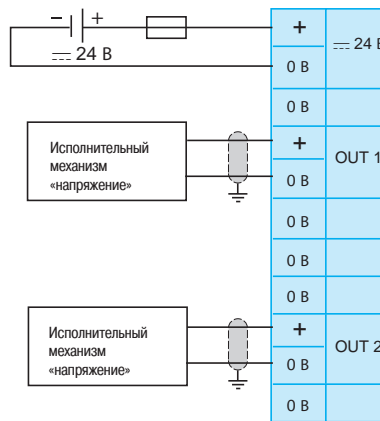 − +
24 В
+
24 В
0 В
0 В
Исполнительный
механизм
«напряжение»
+
OUT 1
0 В
0 В
0 В
0 В
Исполнительный
механизм
«напряжение»
+
OUT 2
0 В
0 В